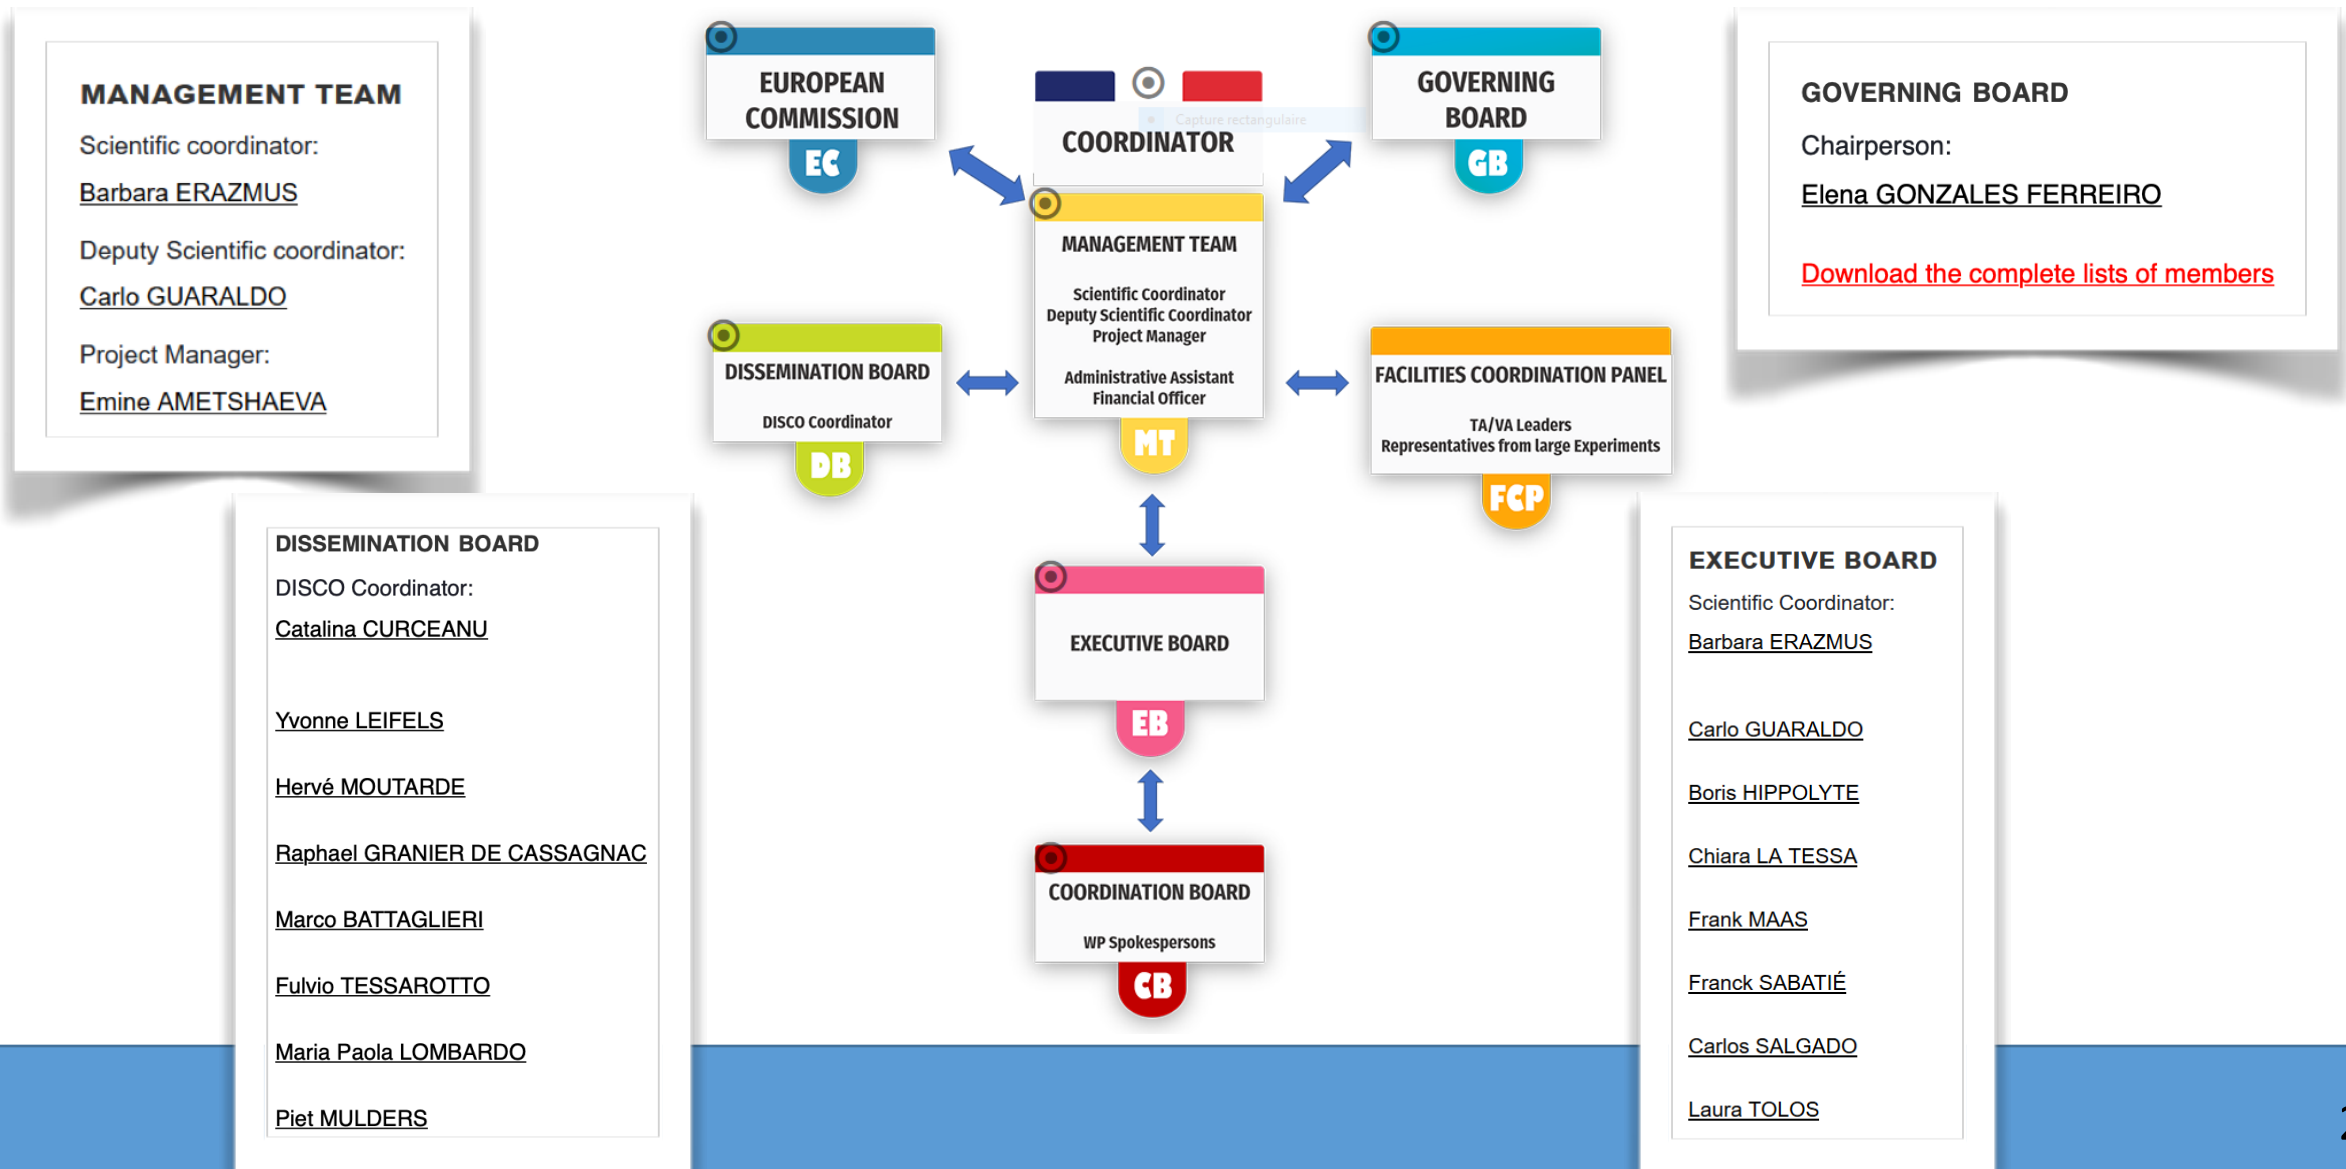 MANAGEMENT TEAM
Scientific coordinator:
Barbara ERAZMUS
Deputy Scientific coordinator:
Carlo GUARALDO
Project Manager:
Emine AMETSHAEVA
EUROPEAN
COMMISSION
EC
Capture rectangulaire
COORDINATOR
GOVERNING
BOARD
GB
GOVERNING BOARD
Chairperson:
Elena GONZALES FERREIRO
Download the complete lists of members
MANAGEMENT TEAM
Scientific Coordinator
Deputy Scientific Coordinator
Project Manager
Administrative Assistant
Financial Officer
MT
DISSEMINATION BOARD
DISCO Coordinator
DB
FACILITIES COORDINATION PANEL
TA/VA Leaders
Representatives from large Experiments
FCP
EXECUTIVE BOARD
EB
COORDINATION BOARD
WP Spokespersons
CB
DISSEMINATION BOARD
DISCO Coordinator:
Catalina CURCEANU
Yvonne LEIFELS
Hervé MOUTARDE
Raphael GRANIER DE CASSAGNAC
Marco BATTAGLIERI
Fulvio TESSAROTTO
Maria Paola LOMBARDO
Piet MULDERS
EXECUTIVE BOARD
Scientific Coordinator:
Barbara ERAZMUS
Carlo GUARALDO
Boris HIPPOLYTE
Chiara LA TESSA
Frank MAAS
Franck SABATIÉ
Carlos SALGADO
Laura TOLOS